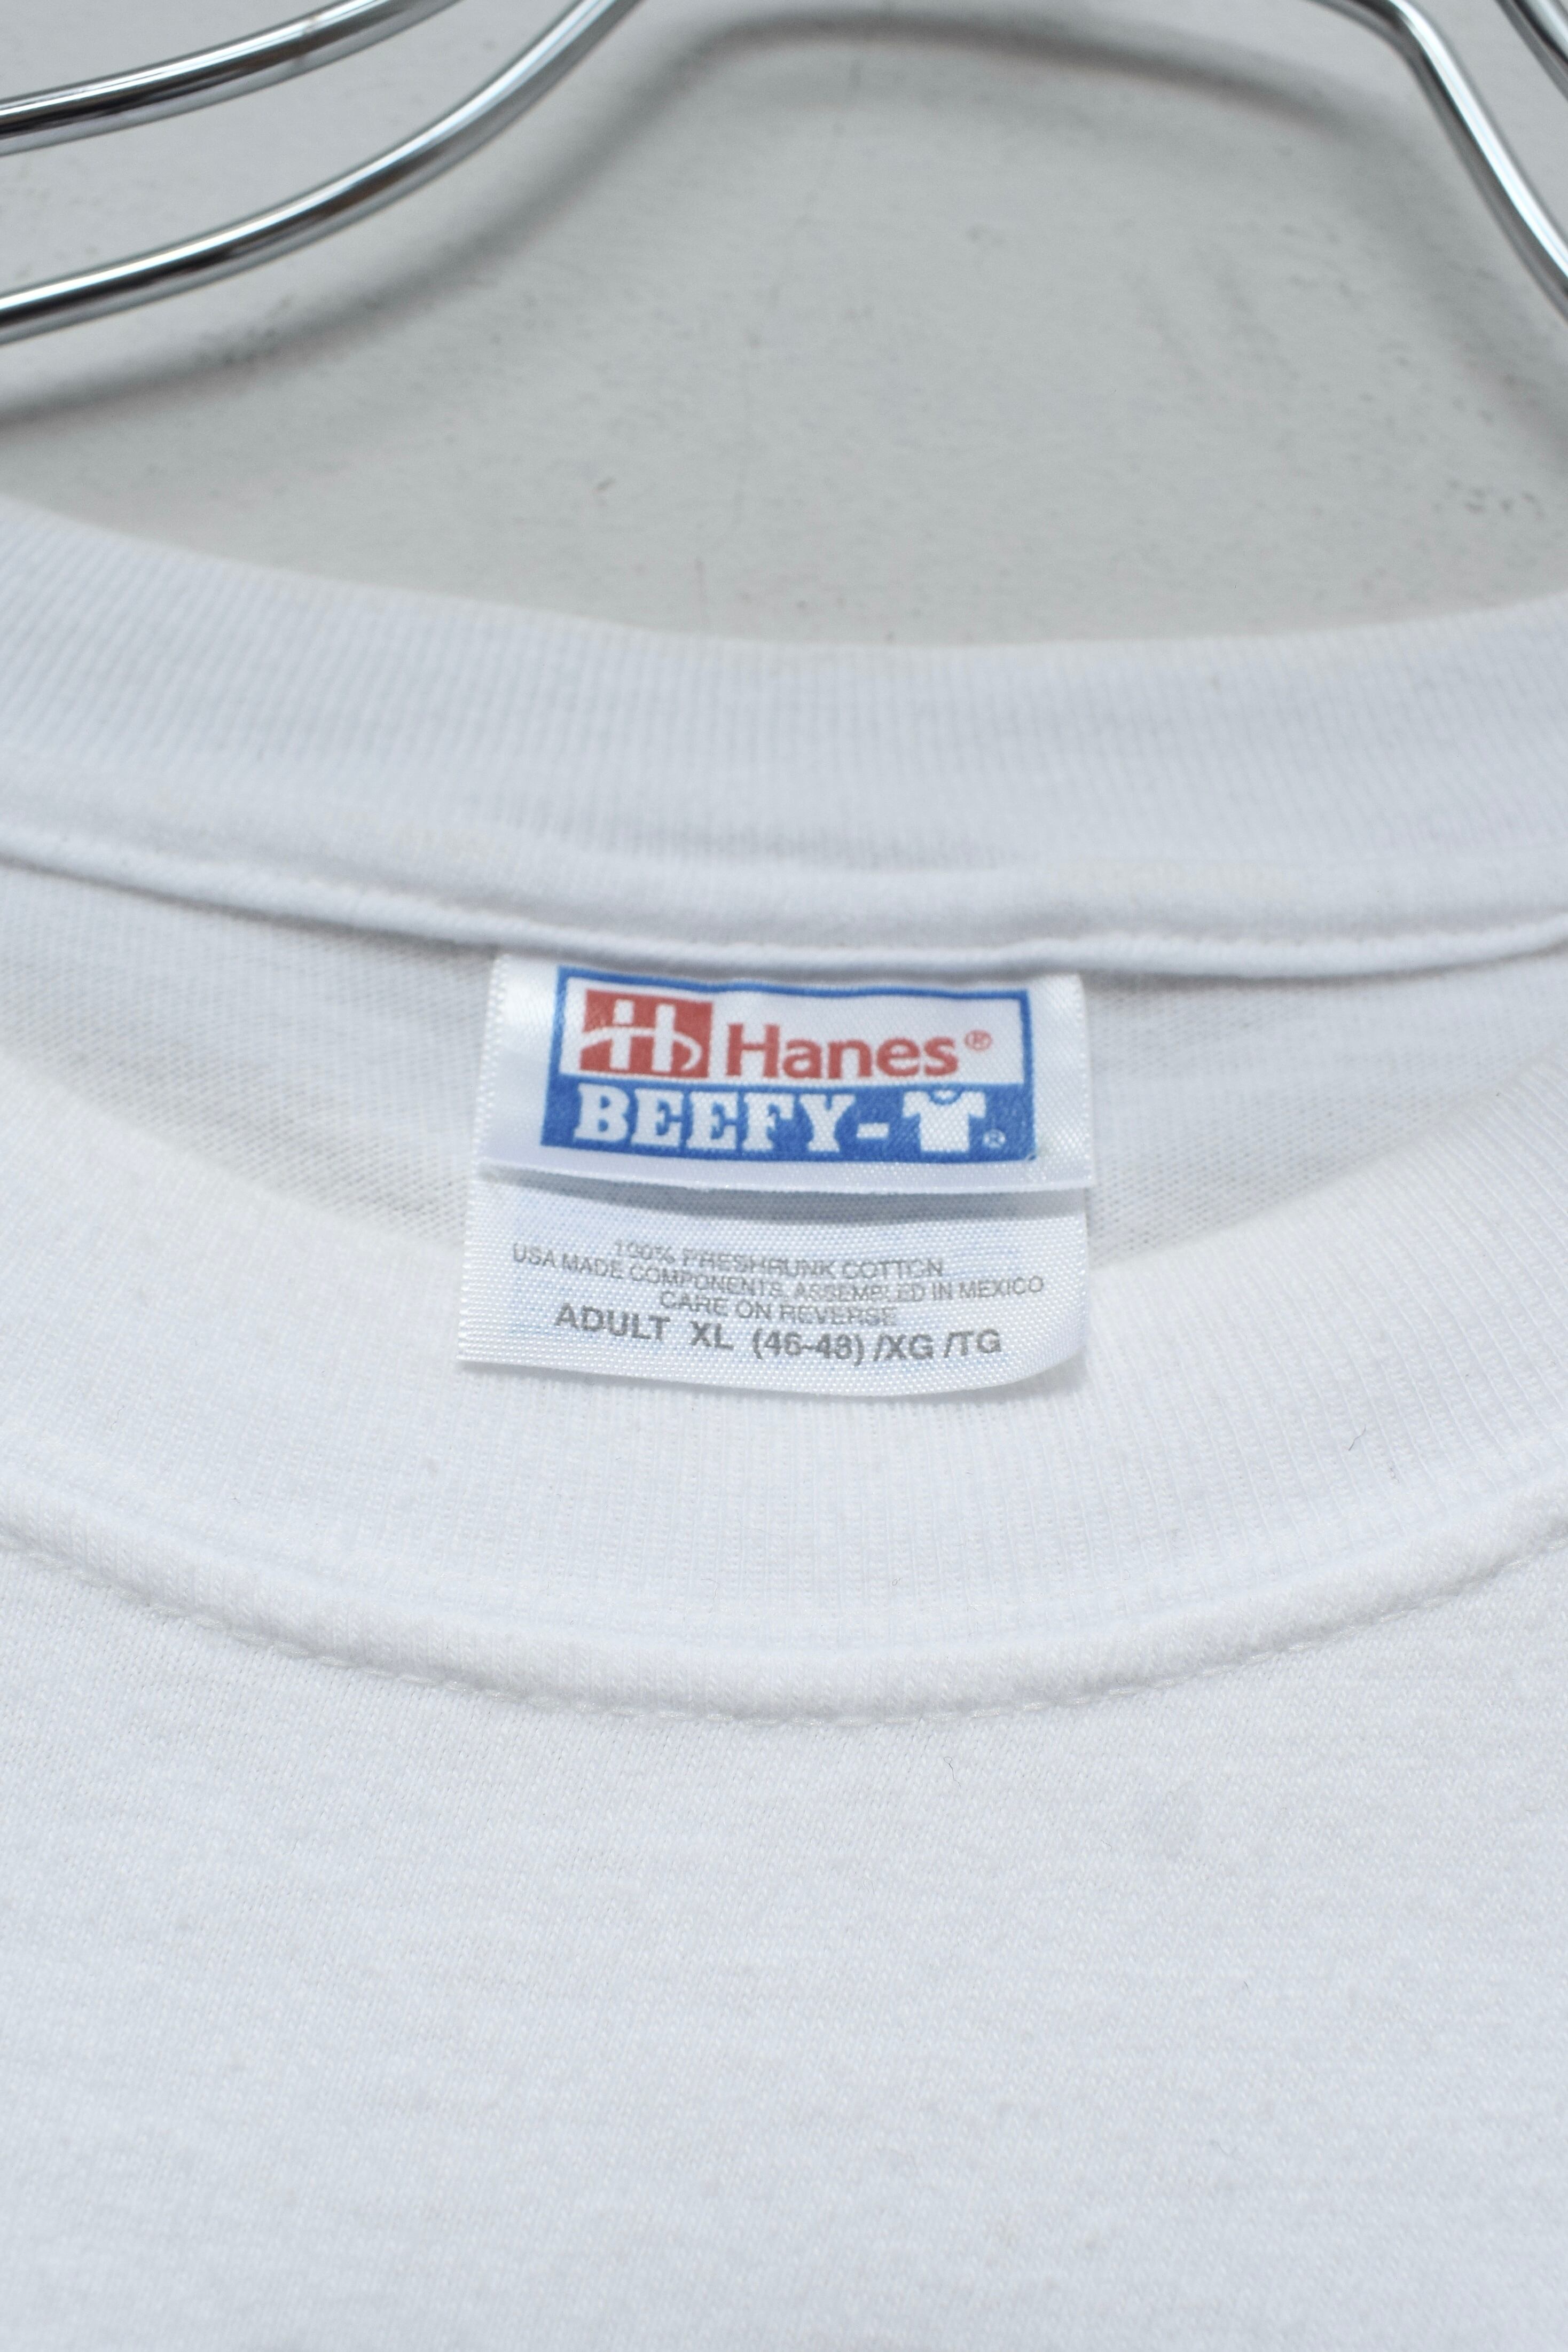 Hanes®
BEEFY-T®
100% PRESHRUNK COTTON
USA MADE COMPONENTS, ASSEMBLED IN MEXICO
CARE ON REVERSE
ADULT XL (46-48) /XG /TG